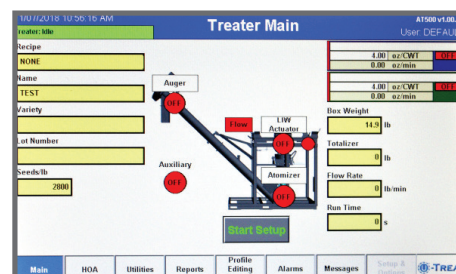 1/07/2018 10:56:16 AM
Treater Main
AT500 v1.00.
User: DEFAUL
reater: Idle
Recipe
NONE
Name
TEST
Variety
Lot Number
Seeds/lb
2800
Auger
OFF
Flow
LIW
Actuator
OFF
Auxiliary
OFF
Atomizer
OFF
Start Setup
4.00 oz/CWT OFF
0.00 oz/min
4.00 oz/CWT OFF
0.00 oz/min
Box Weight
14.9 lb
Totalizer
0 lb
Flow Rate
0 lb/min
Run Time
0 s
Main
HOA
Utilities
Reports
Profile
Editing
Alarms
Messages
Setup &
U-TREA